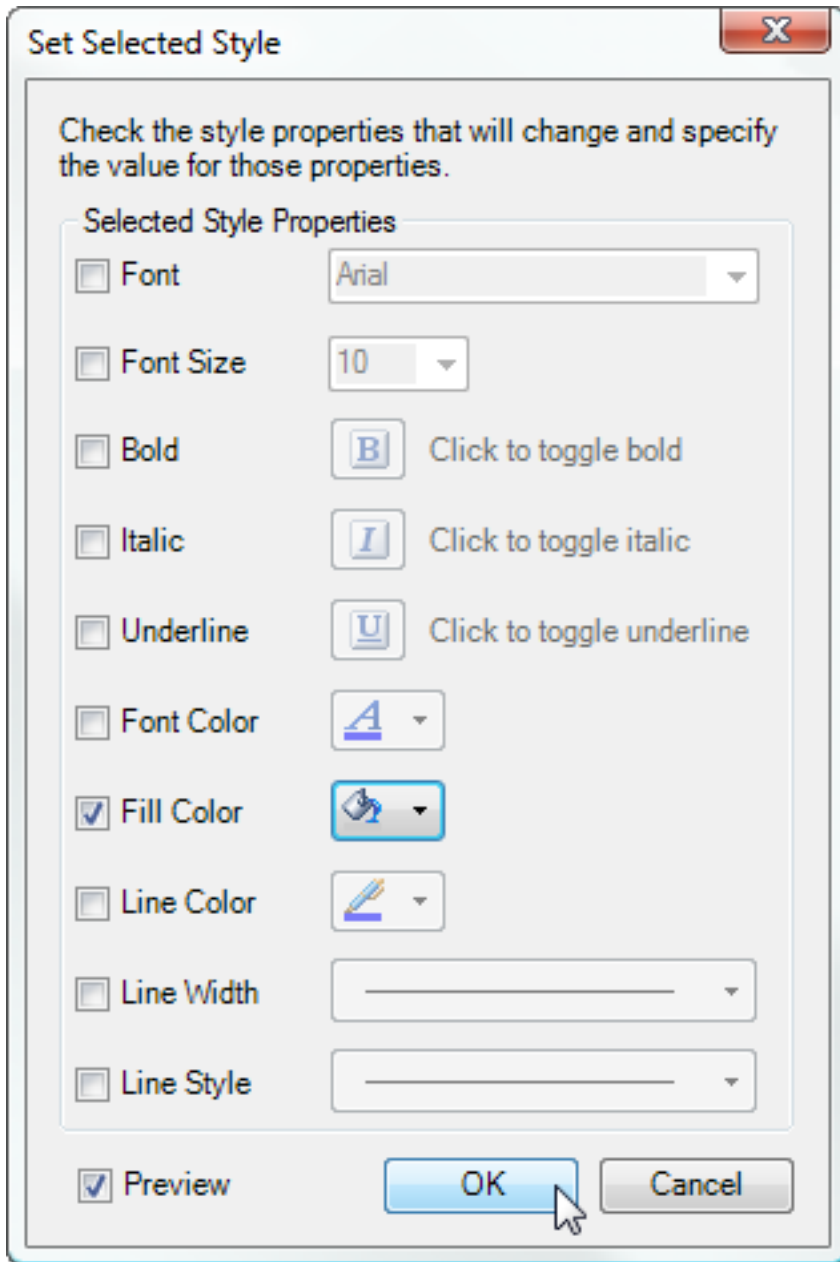 Set Selected Style
Check the style properties that will change and specify
the value for those properties.
Selected Style Properties
Font Arial
Font Size 10
Bold B Click to toggle bold
Italic I Click to toggle italic
Underline U Click to toggle underline
Font Color A
Fill Color
Line Color
Line Width
Line Style
Preview OK Cancel